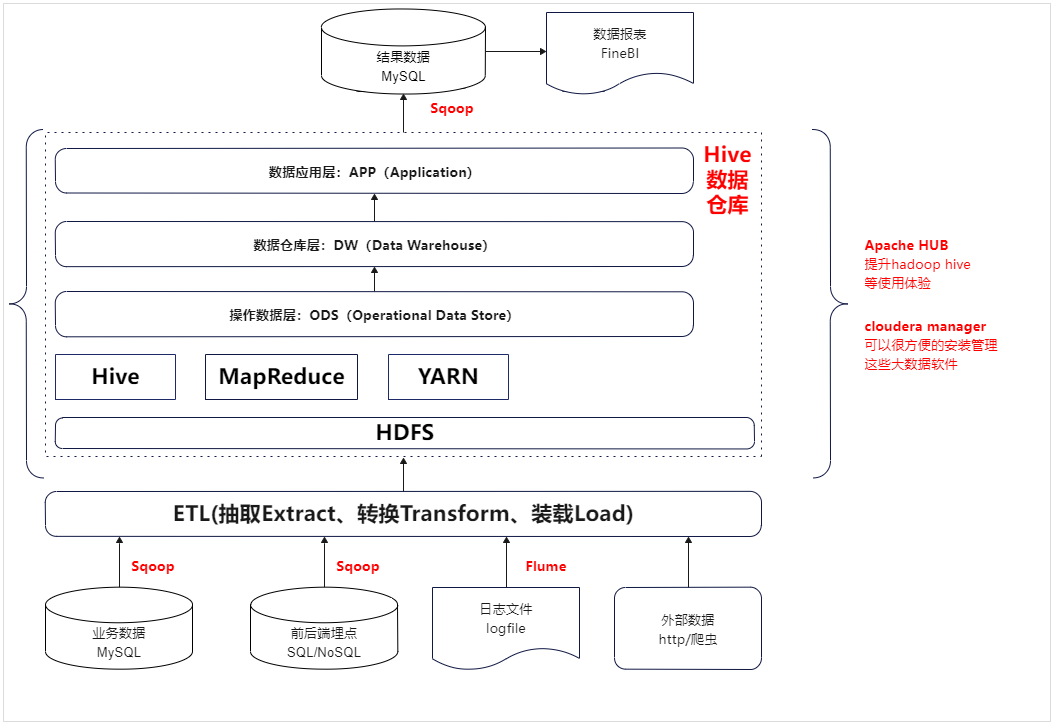 结果数据
MySQL
数据报表
FineBI
Sqoop
Hive
数据
仓库
数据应用层：APP（Application）
数据仓库层：DW（Data Warehouse）
操作数据层：ODS（Operational Data Store）
Hive
MapReduce
YARN
HDFS
Apache HUB
提升hadoop hive
等使用体验
cloudera manager
可以很方便的安装管理
这些大数据软件
ETL(抽取Extract、转换Transform、装载Load)
Sqoop
Sqoop
Flume
业务数据
MySQL
前后端埋点
SQL/NoSQL
日志文件
logfile
外部数据
http/爬虫